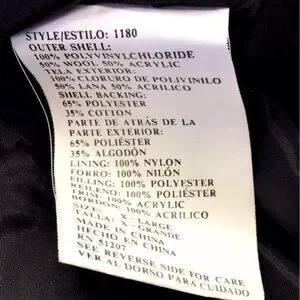 STYLE/ESTILO: 1180
OUTER SHELL:
100% POLYVINYLCHLORIDE
50% WOOL 50% ACRYLIC
TELA EXTERIOR:
100% CLORURO DE POLIVINILO
50% LANA 50% ACRILICO
SHELL BACKING:
65% POLYESTER
35% COTTON
PARTE DE ATRÁS DE LA
PARTE EXTERIOR:
65% POLIÉSTER
35% ALGODÓN
LINING: 100% NYLON
FORRO: 100% NILÓN
FILLING: 100% POLYESTER
RELLENO: 100% POLIÉSTER
TRIM: 100% ACRYLIC
BORDON: 100% ACRILICO
SIZE: X-LARGE
TALLA: X-GRANDE
MADE IN CHINA
HECHO EN CHINA
RN 51207
SEE REVERSE SIDE FOR CARE
VER AL DORSO PARA CUIDADO